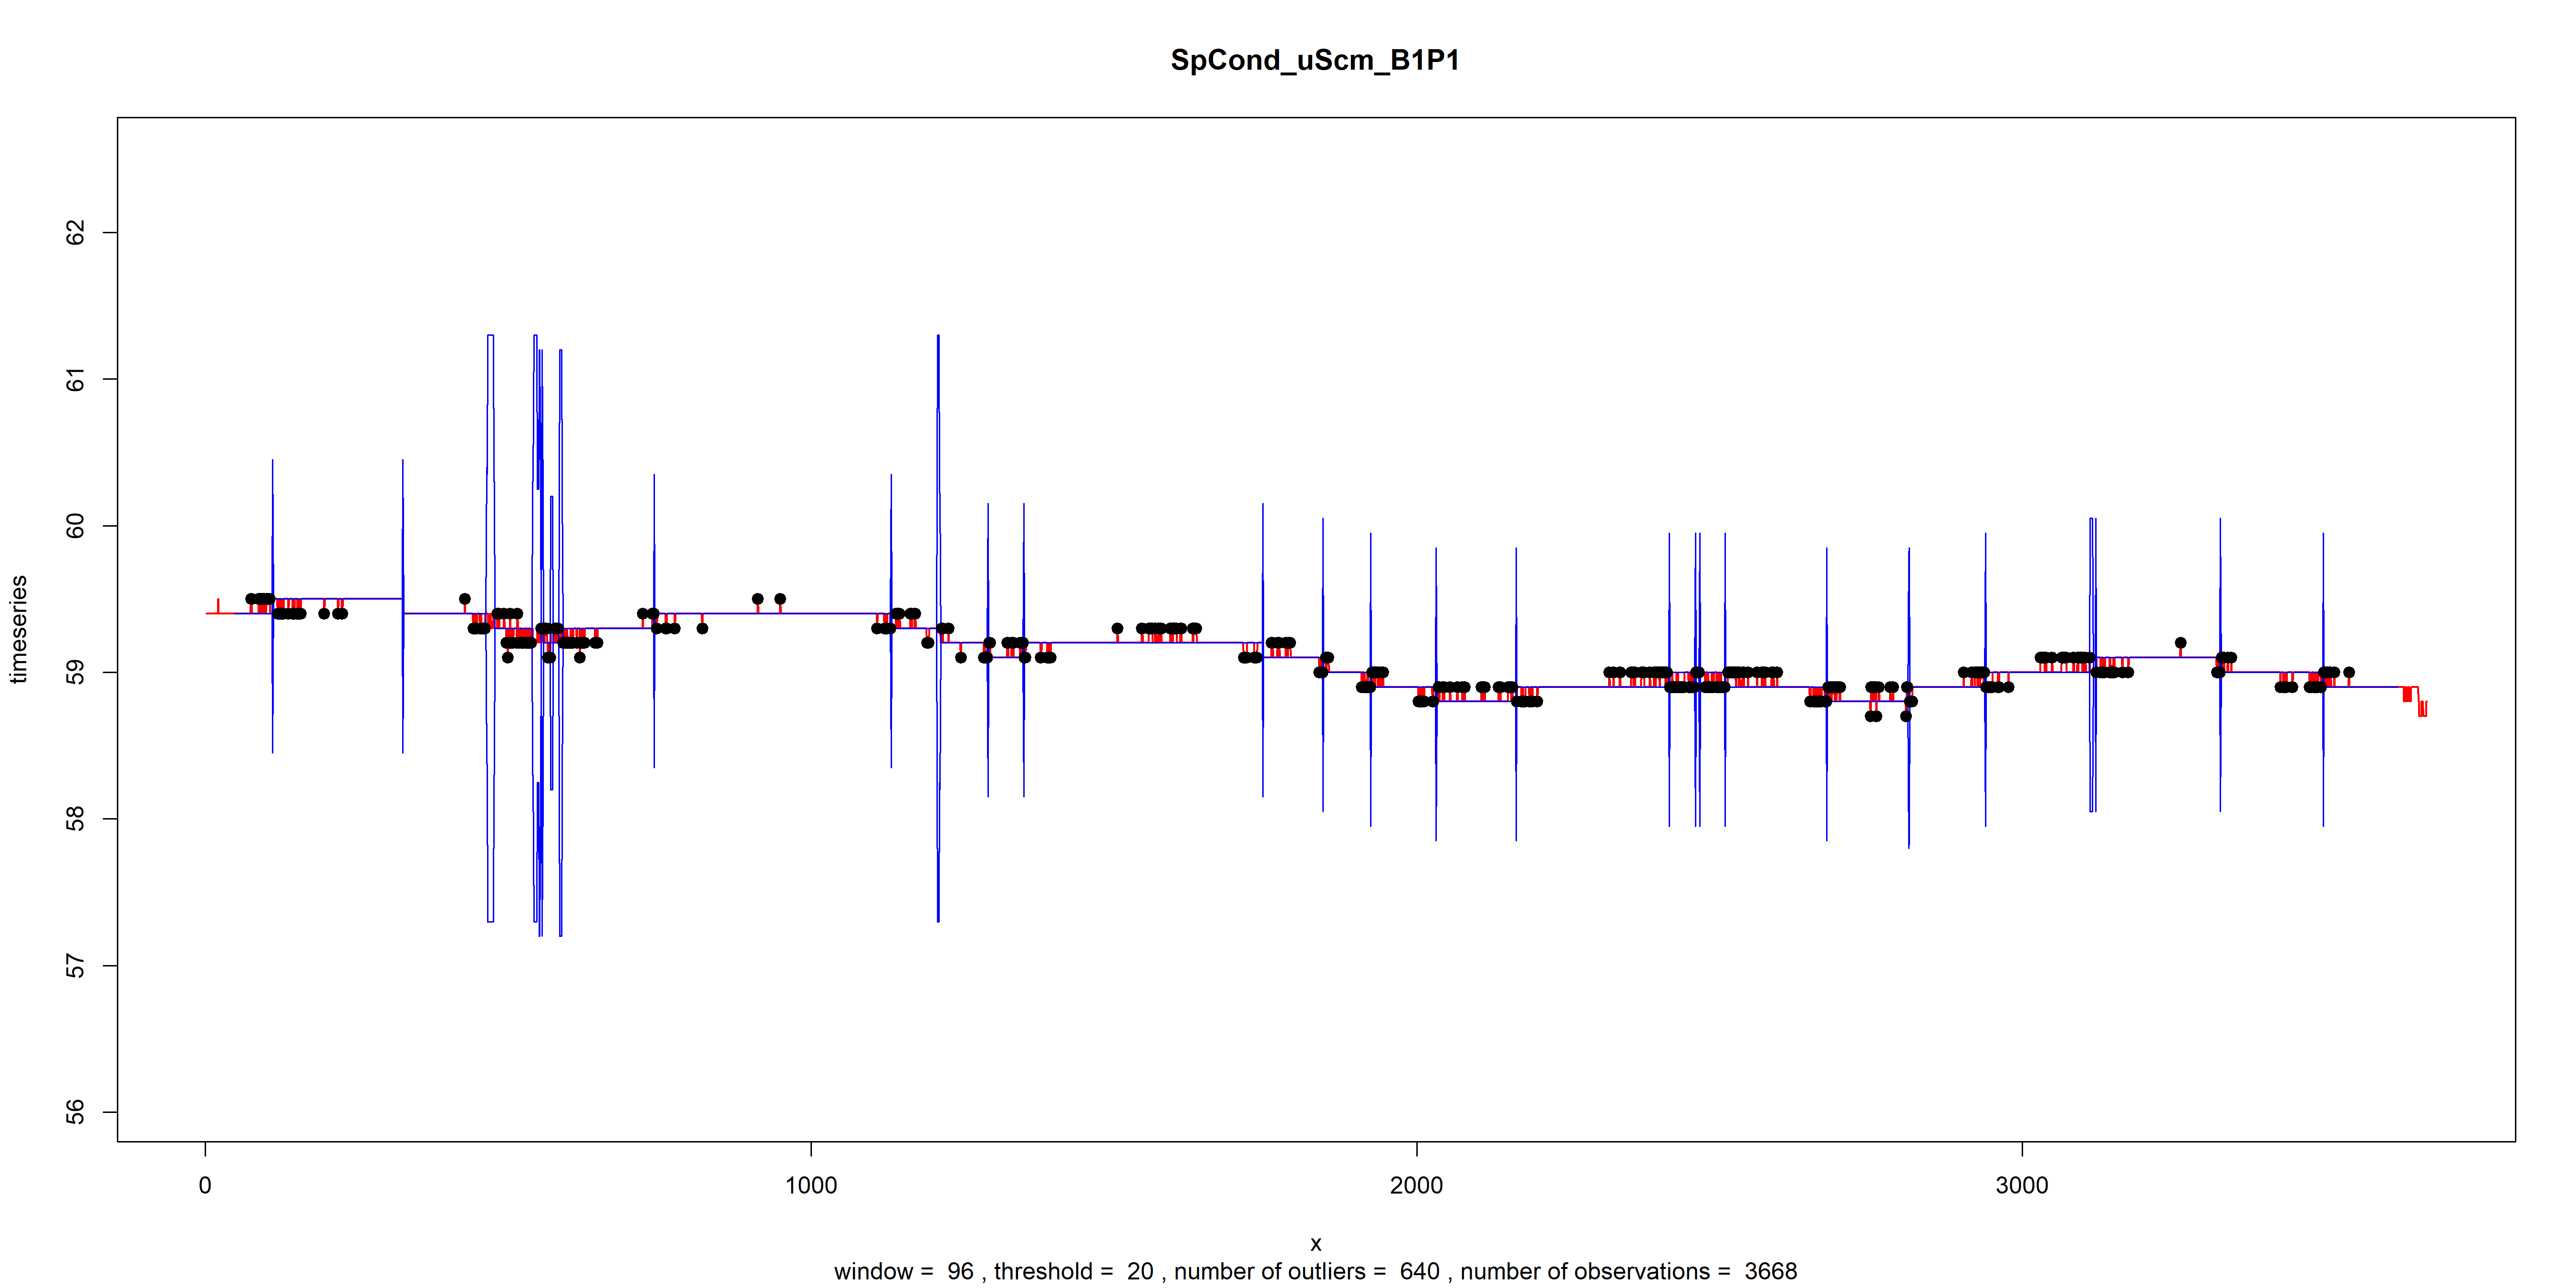 SpCond_uScm_B1P1
62
61
60
59
58
57
56
timeseries
0 1000 2000 3000
x
window =  96 , threshold =  20 , number of outliers =  640 , number of observations =  3668